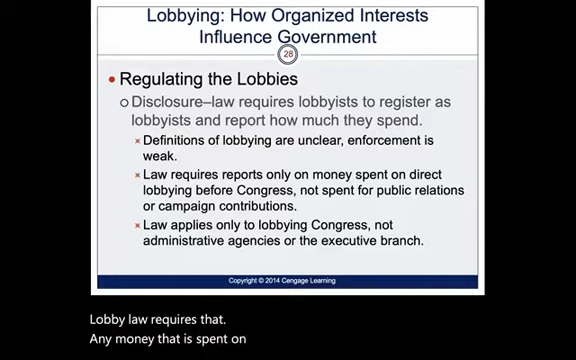 Lobbying: How Organized Interests
Influence Government
28
• Regulating the Lobbies
○ Disclosure–law requires lobbyists to register as
lobbyists and report how much they spend.
Definitions of lobbying are unclear, enforcement is
weak.
Law requires reports only on money spent on direct
lobbying before Congress, not spent for public relations
or campaign contributions.
Law applies only to lobbying Congress, not
administrative agencies or the executive branch.
Copyright © 2014 Cengage Learning
Lobby law requires that.
Any money that is spent on